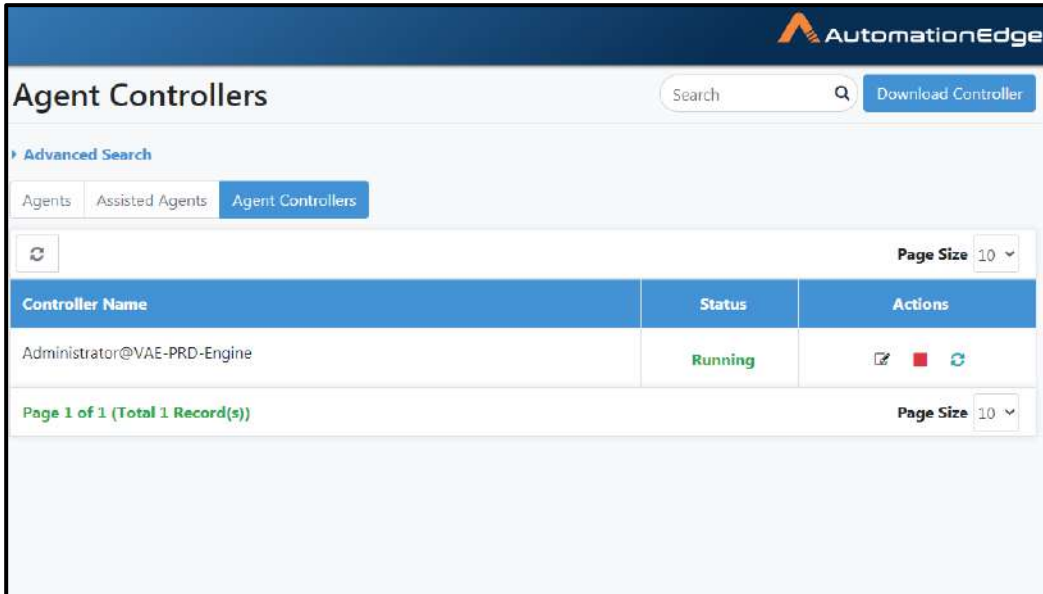 AutomationEdge
Agent Controllers
Search
Download Controller
Advanced Search
Agents Assisted Agents Agent Controllers
Page Size 10
Controller Name Status Actions
Administrator@VAE-PRD-Engine Running
Page 1 of 1 (Total 1 Record(s)) Page Size 10